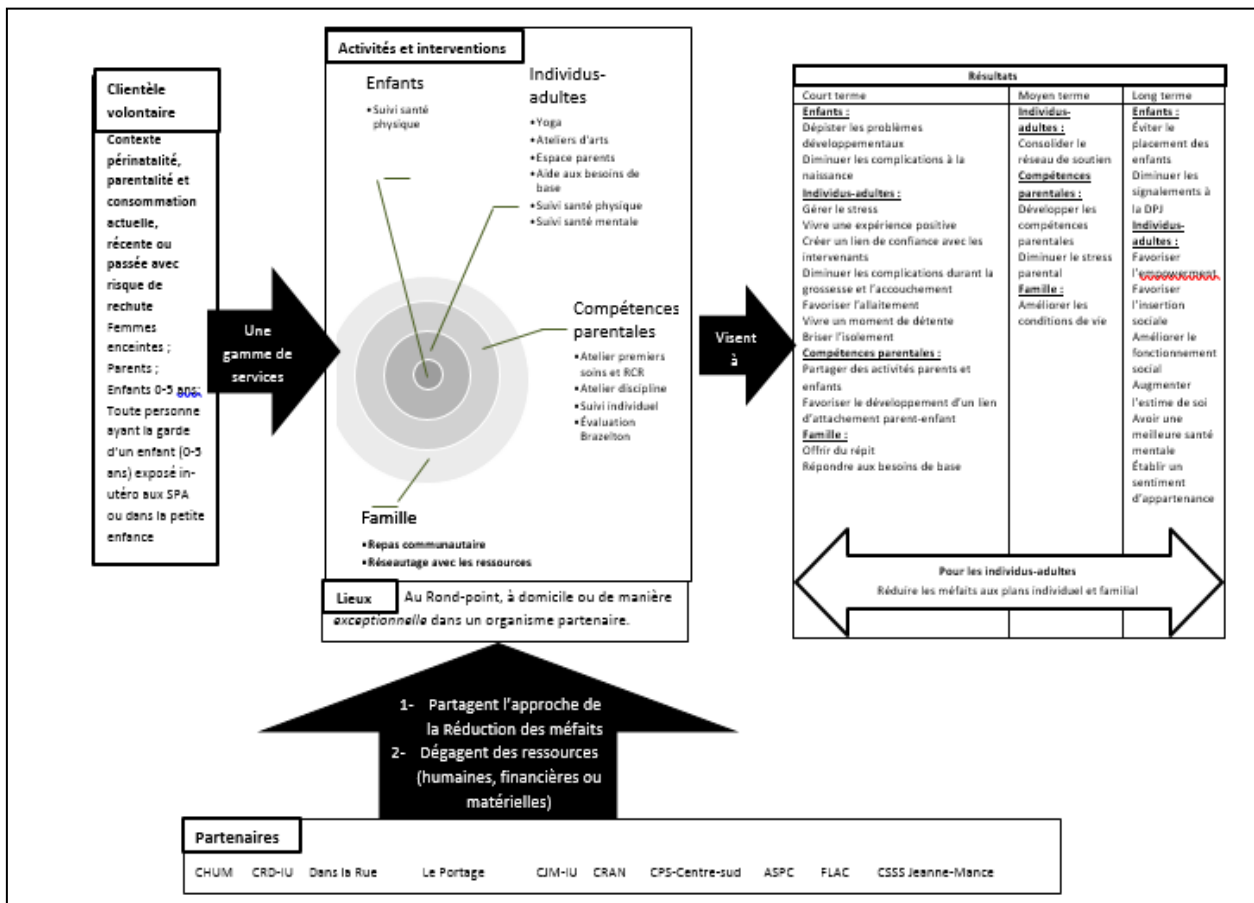 Clientèle
volontaire
Contexte
périnatalité,
parentalité et
consommation
actuelle,
récente ou
passée avec
risque de
rechute
Femmes
enceintes ;
Parents ;
Enfants 0-5 ans;
Toute personne
ayant la garde
d'un enfant (0-5
ans) exposé in-
utéro aux SPA
ou dans la petite
enfance
Une
gamme de
services
Activités et interventions
Enfants
•Suivi santé
physique
Individus-
adultes
•Yoga
•Ateliers d'arts
•Espace parents
•Aide aux besoins de
base
•Suivi santé physique
•Suivi santé mentale
Compétences
parentales
•Atelier premiers
soins et RCR
•Atelier discipline
•Suivi individuel
•Évaluation
Brazelton
Famille
•Repas communautaire
•Réseautage avec les ressources
Lieux Au Rond-point, à domicile ou de manière
exceptionnelle dans un organisme partenaire.
Visent
à
Résultats
Court terme
Enfants :
Dépister les problèmes
développementaux
Diminuer les complications à la
naissance
Individus-adultes :
Gérer le stress
Vivre une expérience positive
Créer un lien de confiance avec les
intervenants
Diminuer les complications durant la
grossesse et l'accouchement
Favoriser l'allaitement
Vivre un moment de détente
Briser l'isolement
Compétences parentales :
Partager des activités parents et
enfants
Favoriser le développement d'un lien
d'attachement parent-enfant
Famille :
Offrir du répit
Répondre aux besoins de base
Moyen terme
Individus-
adultes :
Consolider le
réseau de soutien
Compétences
parentales :
Développer les
compétences
parentales
Diminuer le stress
parental
Famille :
Améliorer les
conditions de vie
Long terme
Enfants :
Éviter le
placement des
enfants
Diminuer les
signalements à
la DPJ
Individus-
adultes :
Favoriser
l'empowerment
Favoriser
l'insertion
sociale
Améliorer le
fonctionnement
social
Augmenter
l'estime de soi
Avoir une
meilleure santé
mentale
Établir un
sentiment
d'appartenance
Pour les individus-adultes
Réduire les méfaits aux plans individuel et familial
1- Partagent l'approche de
la Réduction des méfaits
2- Dégagent des ressources
(humaines, financières ou
matérielles)
Partenaires
CHUM CRD-IU Dans la Rue Le Portage CJM-IU CRAN CPS-Centre-sud ASPC FLAC CSSS Jeanne-Mance